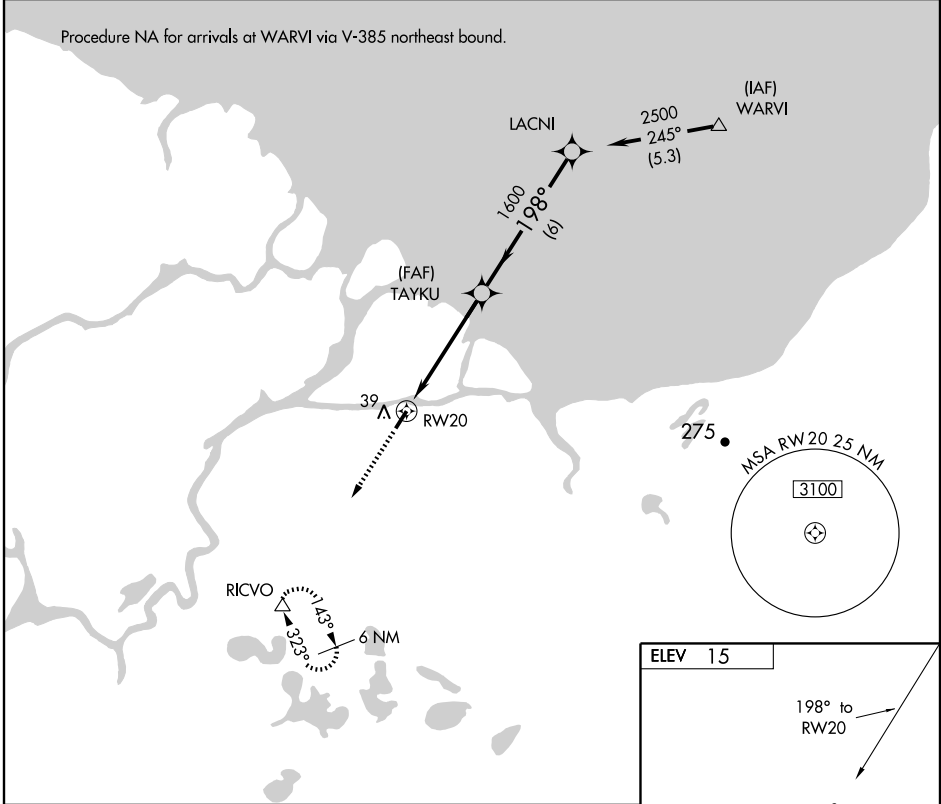 Procedure NA for arrivals at WARVI via V-385 northeast bound.
(IAF)
WARVI
2500
245°
(5.3)
LACNI
1600
198°
(6)
(FAF)
TAYKU
39
RW20
275
MSA RW20 25 NM
3100
RICVO
143°
323°
6 NM
ELEV 15
198° to
RW20